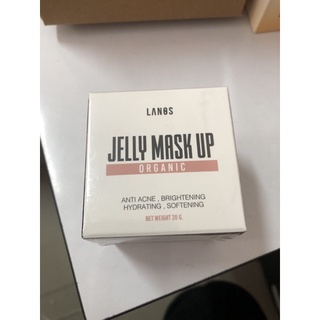 LANOS
JELLY MASK UP
ORGANIC
ANTI ACNE , BRIGHTENING
HYDRATING , SOFTENING
NET WEIGHT 30 G.